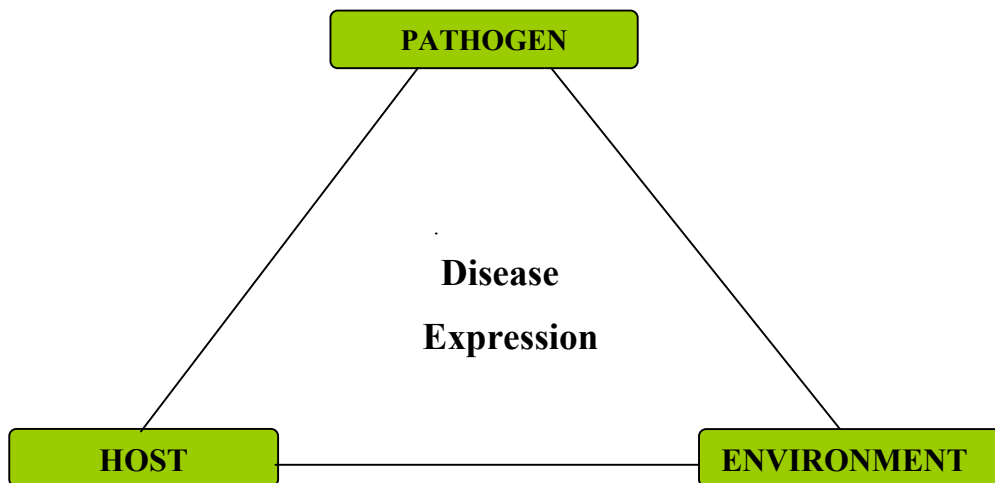 PATHOGEN
Disease
Expression
HOST
ENVIRONMENT